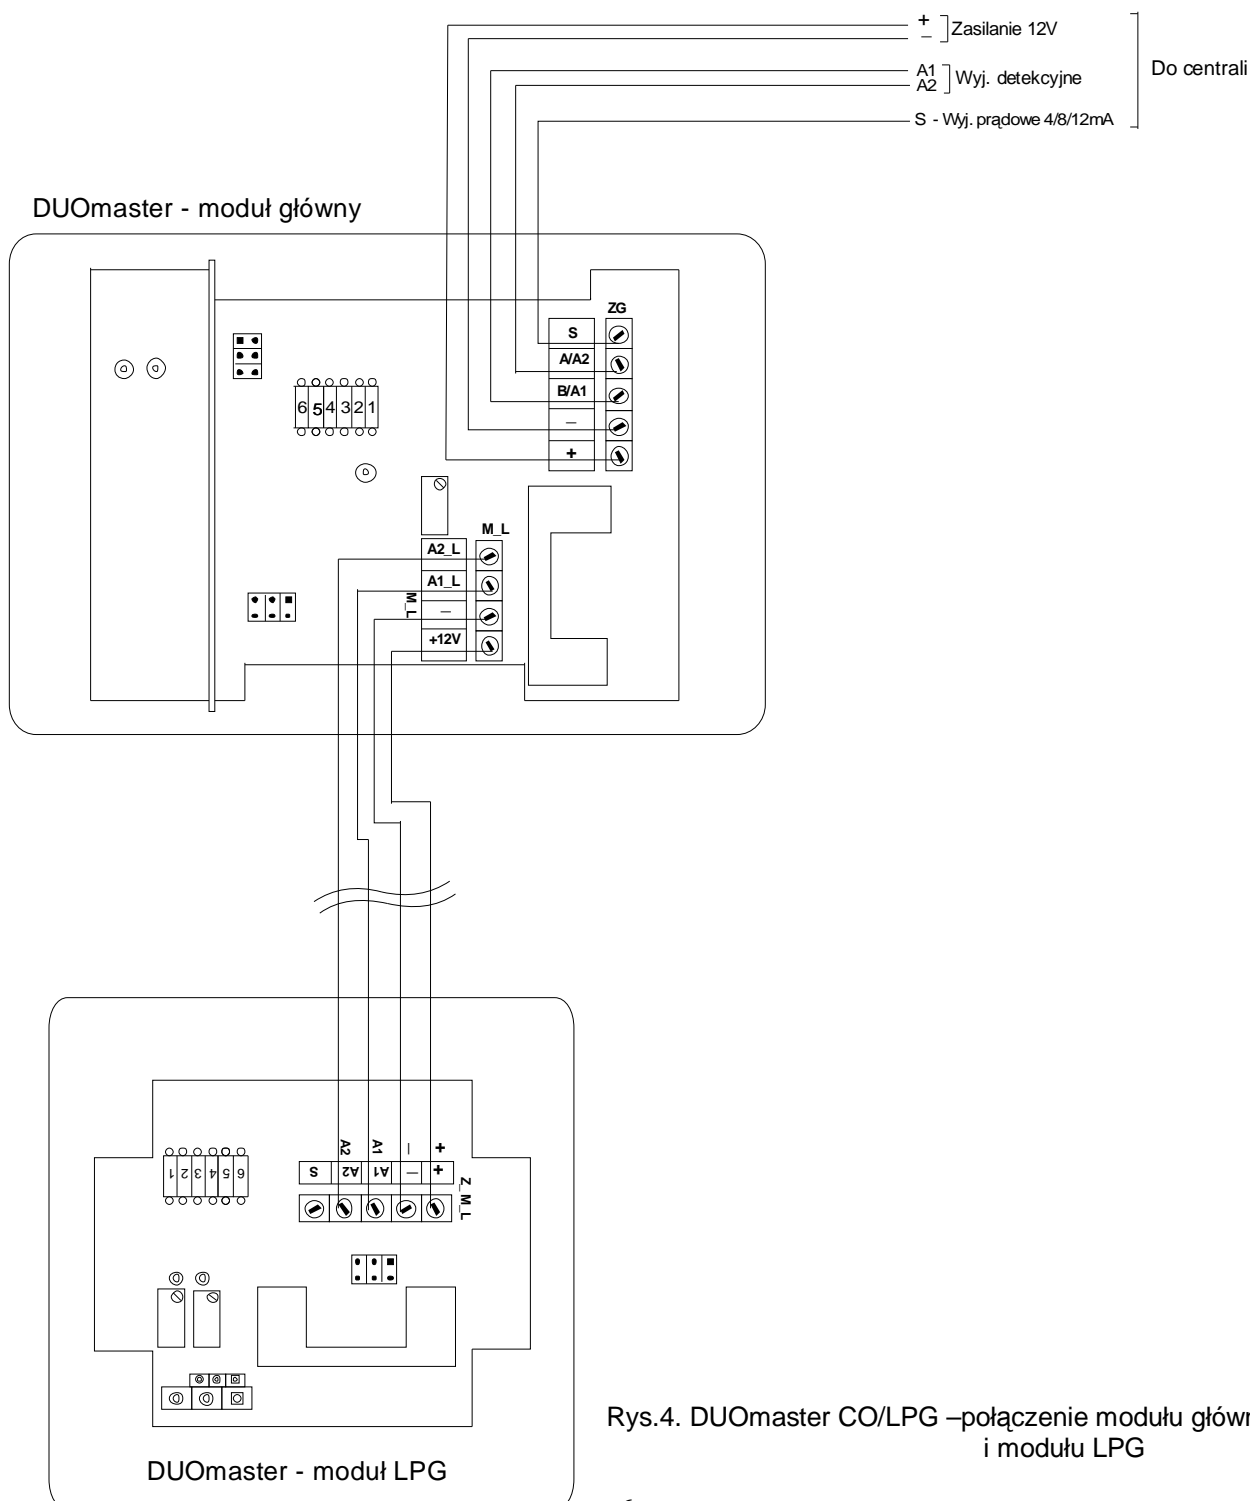 +
– Zasilanie 12V
A1
A2 Wyj. detekcyjne
Do centrali
S - Wyj. prądowe 4/8/12mA
DUOmaster - moduł główny
ZG
S
A/A2
B/A1
–
+
6 5 4 3 2 1
M_L
A2_L
A1_L
–
+12V
M_L
A2 A1 – +
S A2 A1 – +
Z_M_L
1 2 3 4 5 6
Rys.4. DUOmaster CO/LPG –połączenie modułu główn
i modułu LPG
DUOmaster - moduł LPG